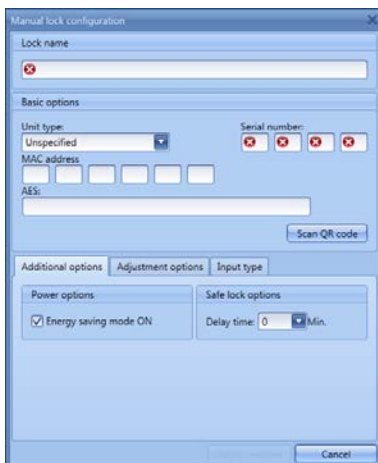 Manual lock configuration
Lock name
Basic options
Unit type:
Serial number:
Unspecified
MAC address
AES:
Scan QR code
Additional options Adjustment options Input type
Power options
Safe lock options
Energy saving mode ON
Delay time: 0 Min.
Cancel